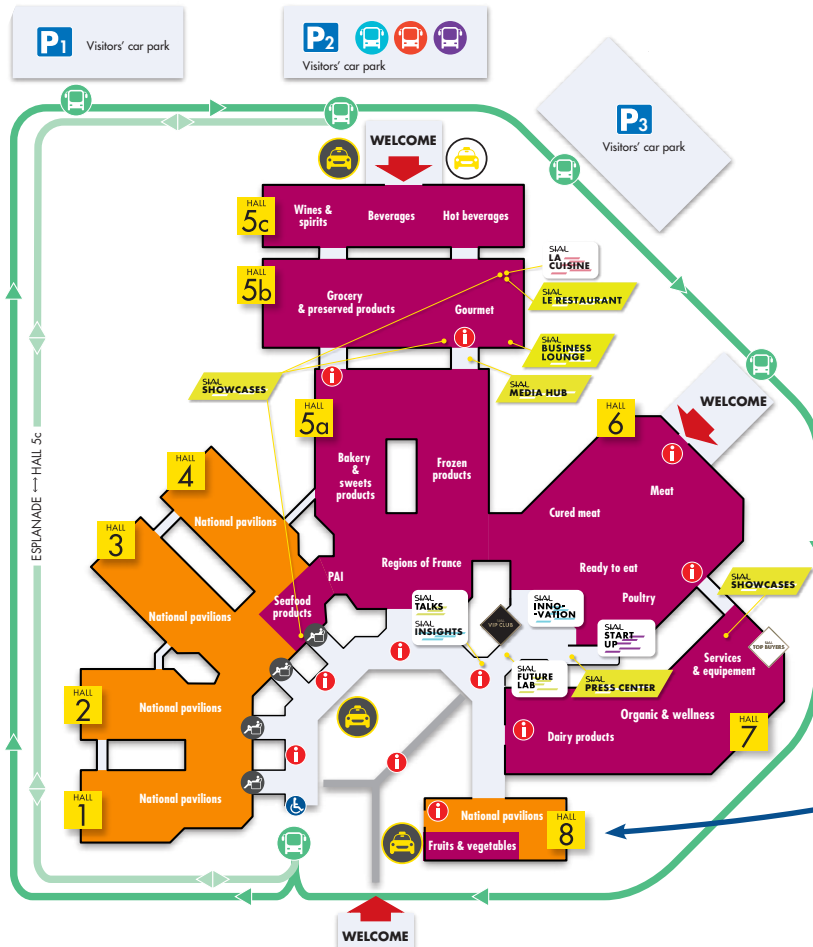 P1 Visitors' car park
P2
Visitors' car park
P3
Visitors' car park
WELCOME
HALL
5c
Wines &
spirits
Beverages
Hot beverages
SIAL
LA
CUISINE
HALL
5b
Grocery
& preserved products
Gourmet
SIAL
LE RESTAURANT
i
SIAL
BUSINESS
LOUNGE
SIAL
SHOWCASES
i
SIAL
MEDIA HUB
WELCOME
HALL
5a
HALL
6
Bakery
&
sweets
products
Frozen
products
i
Meat
Cured meat
ESPLANADE ↔ HALL 5c
HALL
4
National pavilions
HALL
3
National pavilions
Regions of France
PAI
Seafood
products
Ready to eat
i
Poultry
SIAL
SHOWCASES
SIAL
TALKS
SIAL
INSIGHTS
SIAL
VIP CLUB
SIAL
INNO-
-VATION
SIAL
START
UP
SIAL
TOP BUYERS
i
i
i
SIAL
FUTURE
LAB
SIAL
PRESS CENTER
Services
& equipement
HALL
2
National pavilions
Organic & wellness
i
Dairy products
HALL
7
i
i
HALL
1
National pavilions
i
National pavilions
HALL
8
Fruits & vegetables
WELCOME